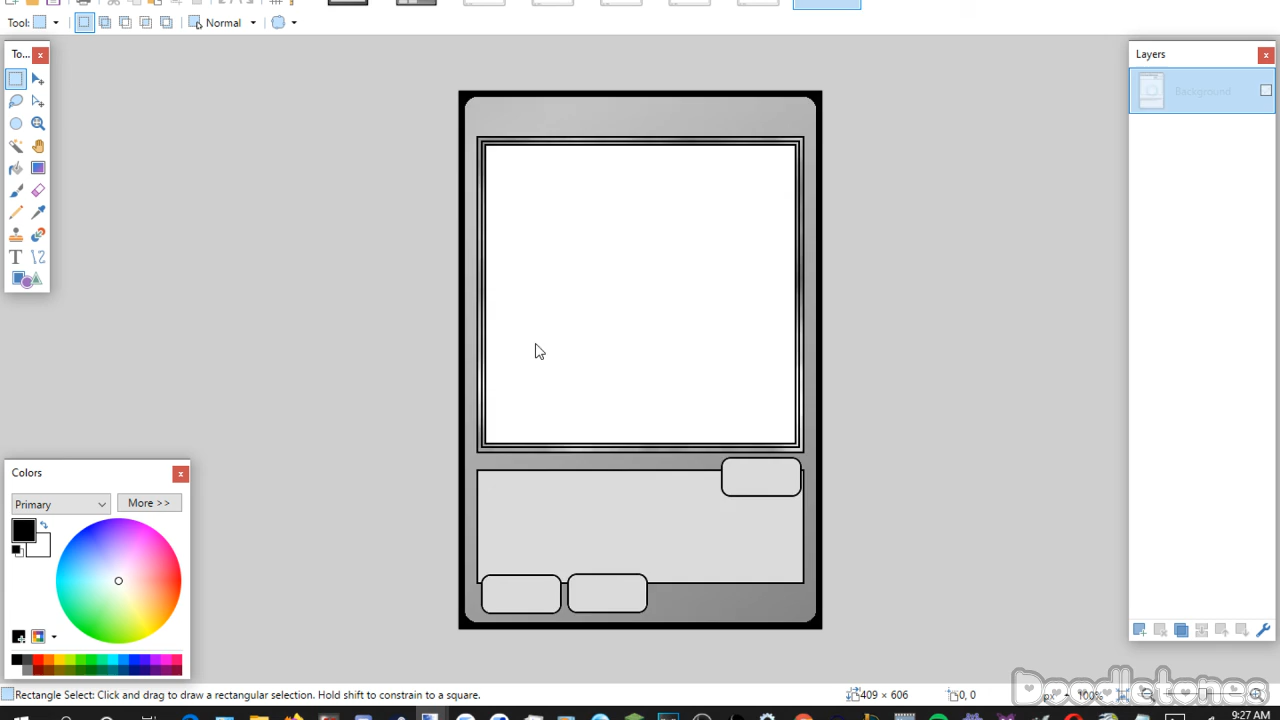 Tool:
Normal
To...
Layers
Background
Colors
Primary
More >>
Rectangle Select: Click and drag to draw a rectangular selection. Hold shift to constrain to a square.
409 × 606
0, 0
px
100%
Doodletones
9:27 AM